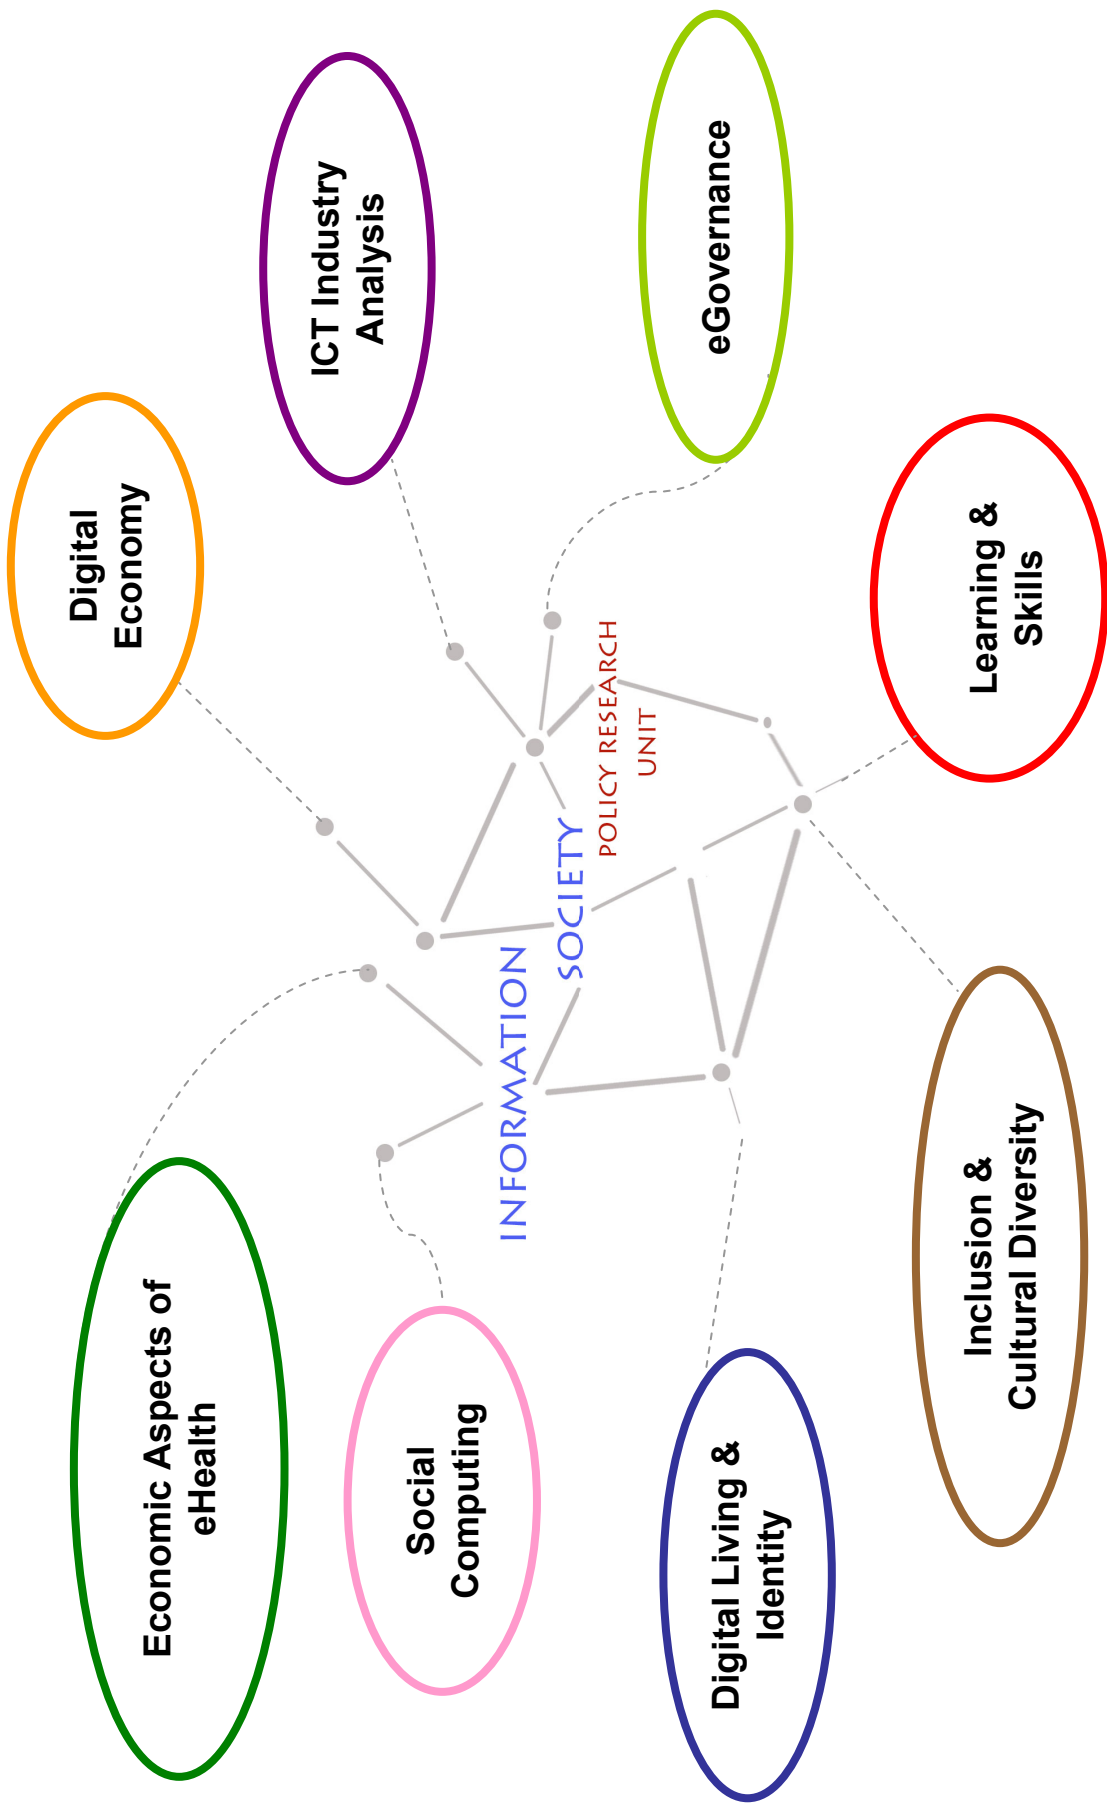 Economic Aspects of
eHealth
Digital
Economy
ICT Industry
Analysis
Social
Computing
INFORMATION
SOCIETY
POLICY RESEARCH
UNIT
eGovernance
Digital Living &
Identity
Inclusion &
Cultural Diversity
Learning &
Skills